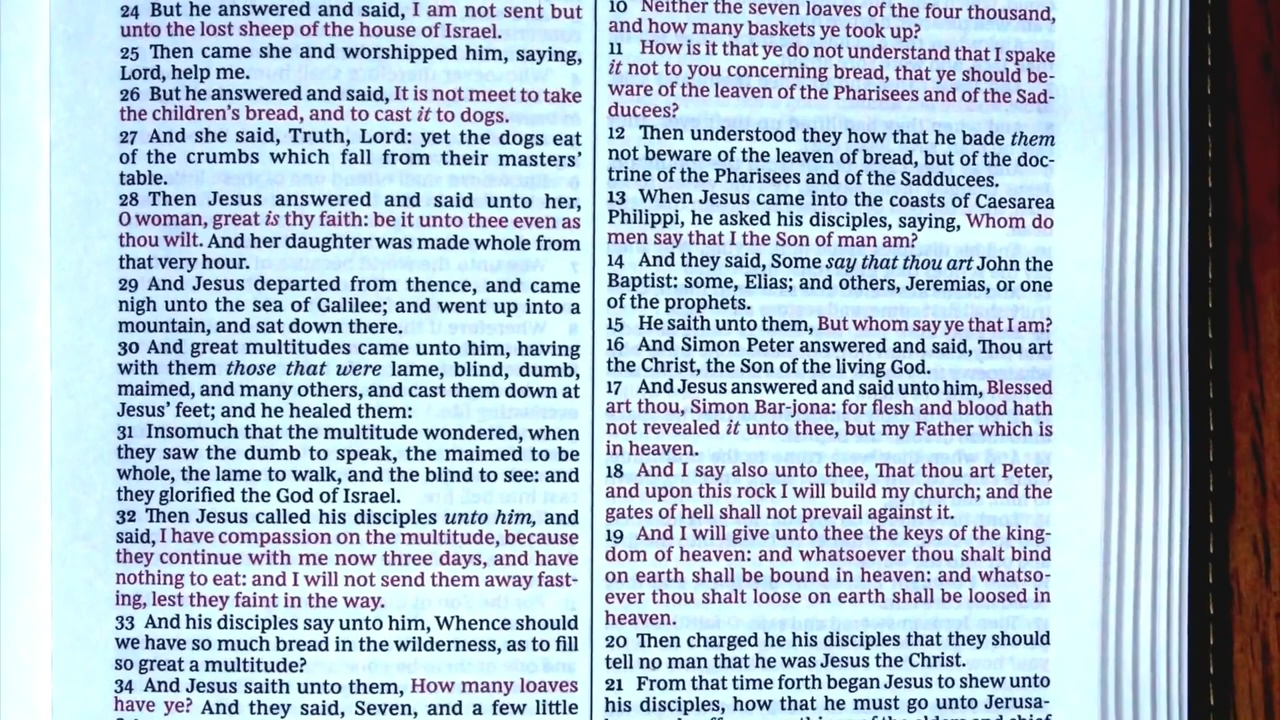 24 But he answered and said, I am not sent but
unto the lost sheep of the house of Israel.
25 Then came she and worshipped him, saying,
Lord, help me.
26 But he answered and said, It is not meet to take
the children's bread, and to cast it to dogs.
27 And she said, Truth, Lord: yet the dogs eat
of the crumbs which fall from their masters'
table.
28 Then Jesus answered and said unto her,
O woman, great is thy faith: be it unto thee even as
thou wilt. And her daughter was made whole from
that very hour.
29 And Jesus departed from thence, and came
nigh unto the sea of Galilee; and went up into a
mountain, and sat down there.
30 And great multitudes came unto him, having
with them those that were lame, blind, dumb,
maimed, and many others, and cast them down at
Jesus' feet; and he healed them:
31 Insomuch that the multitude wondered, when
they saw the dumb to speak, the maimed to be
whole, the lame to walk, and the blind to see: and
they glorified the God of Israel.
32 Then Jesus called his disciples unto him, and
said, I have compassion on the multitude, because
they continue with me now three days, and have
nothing to eat: and I will not send them away fast-
ing, lest they faint in the way.
33 And his disciples say unto him, Whence should
we have so much bread in the wilderness, as to fill
so great a multitude?
34 And Jesus saith unto them, How many loaves
have ye? And they said, Seven, and a few little
10 Neither the seven loaves of the four thousand,
and how many baskets ye took up?
11 How is it that ye do not understand that I spake
it not to you concerning bread, that ye should be-
ware of the leaven of the Pharisees and of the Sad-
ducees?
12 Then understood they how that he bade them
not beware of the leaven of bread, but of the doc-
trine of the Pharisees and of the Sadducees.
13 When Jesus came into the coasts of Caesarea
Philippi, he asked his disciples, saying, Whom do
men say that I the Son of man am?
14 And they said, Some say that thou art John the
Baptist: some, Elias; and others, Jeremias, or one
of the prophets.
15 He saith unto them, But whom say ye that I am?
16 And Simon Peter answered and said, Thou art
the Christ, the Son of the living God.
17 And Jesus answered and said unto him, Blessed
art thou, Simon Bar-jona: for flesh and blood hath
not revealed it unto thee, but my Father which is
in heaven.
18 And I say also unto thee, That thou art Peter,
and upon this rock I will build my church; and the
gates of hell shall not prevail against it.
19 And I will give unto thee the keys of the king-
dom of heaven: and whatsoever thou shalt bind
on earth shall be bound in heaven: and whatso-
ever thou shalt loose on earth shall be loosed in
heaven.
20 Then charged he his disciples that they should
tell no man that he was Jesus the Christ.
21 From that time forth began Jesus to shew unto
his disciples, how that he must go unto Jerusa-